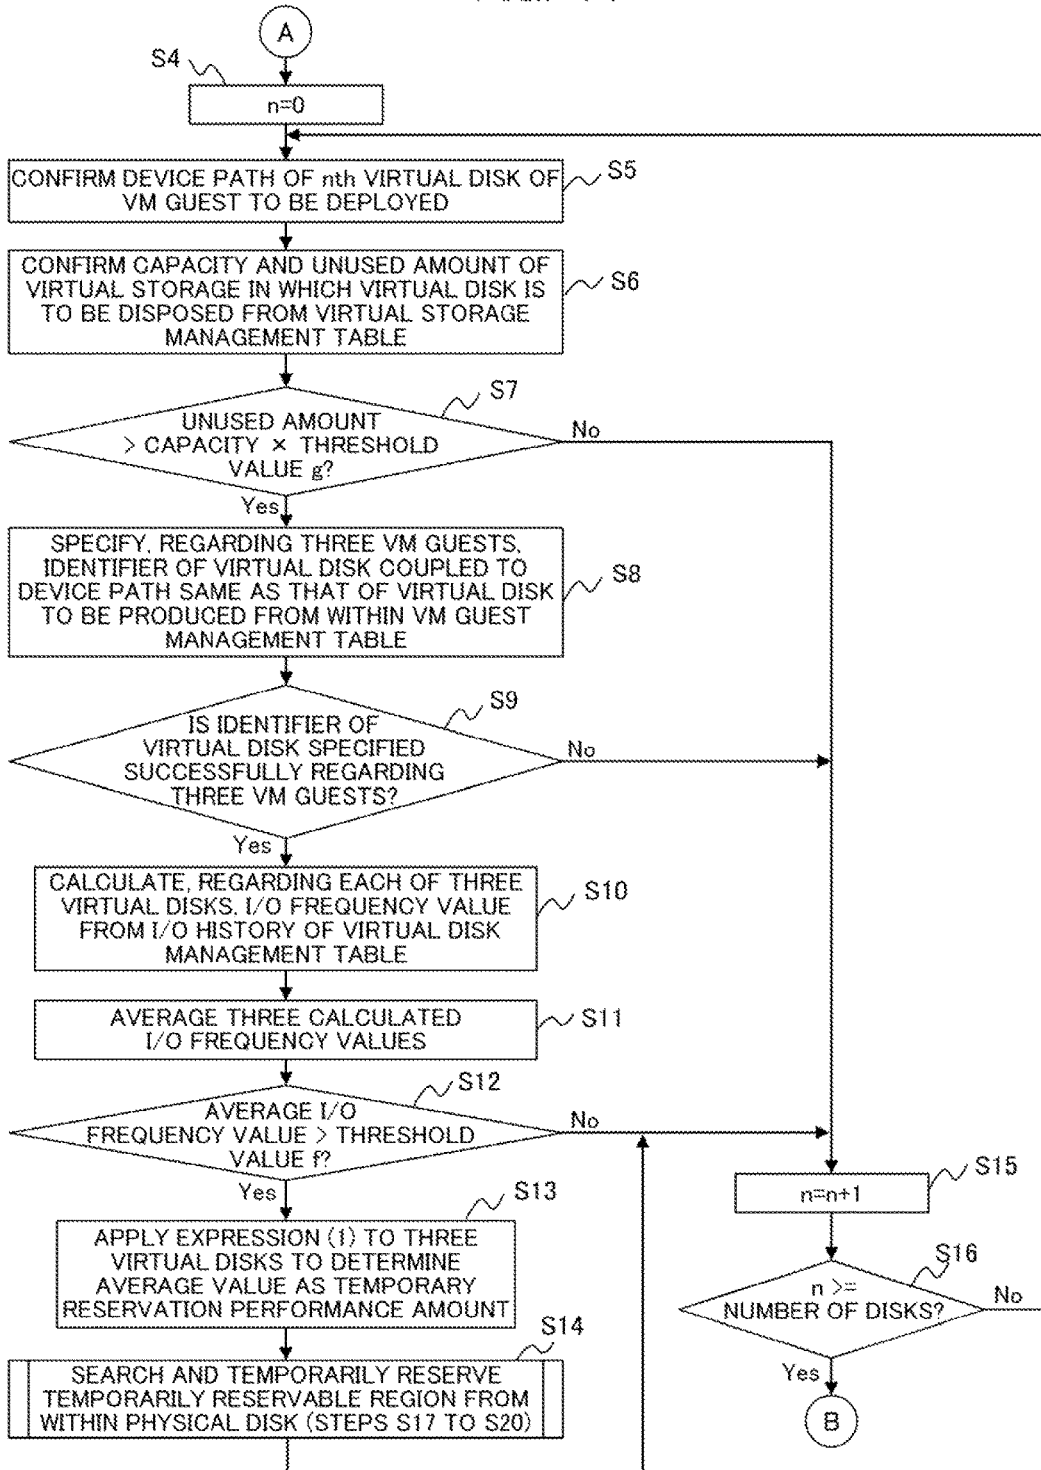 A
S4
n=0
CONFIRM DEVICE PATH OF nth VIRTUAL DISK OF
VM GUEST TO BE DEPLOYED
S5
CONFIRM CAPACITY AND UNUSED AMOUNT OF
VIRTUAL STORAGE IN WHICH VIRTUAL DISK IS
TO BE DISPOSED FROM VIRTUAL STORAGE
MANAGEMENT TABLE
S6
S7
UNUSED AMOUNT
> CAPACITY × THRESHOLD
VALUE g?
No
Yes
SPECIFY, REGARDING THREE VM GUESTS,
IDENTIFIER OF VIRTUAL DISK COUPLED TO
DEVICE PATH SAME AS THAT OF VIRTUAL DISK
TO BE PRODUCED FROM WITHIN VM GUEST
MANAGEMENT TABLE
S8
S9
IS IDENTIFIER OF
VIRTUAL DISK SPECIFIED
SUCCESSFULLY REGARDING
THREE VM GUESTS?
No
Yes
CALCULATE, REGARDING EACH OF THREE
VIRTUAL DISKS, I/O FREQUENCY VALUE
FROM I/O HISTORY OF VIRTUAL DISK
MANAGEMENT TABLE
S10
AVERAGE THREE CALCULATED
I/O FREQUENCY VALUES
S11
S12
AVERAGE I/O
FREQUENCY VALUE > THRESHOLD
VALUE f?
No
Yes
S13
APPLY EXPRESSION (1) TO THREE
VIRTUAL DISKS TO DETERMINE
AVERAGE VALUE AS TEMPORARY
RESERVATION PERFORMANCE AMOUNT
S14
SEARCH AND TEMPORARILY RESERVE
TEMPORARILY RESERVABLE REGION FROM
WITHIN PHYSICAL DISK (STEPS S17 TO S20)
S15
n=n+1
S16
n >=
NUMBER OF DISKS?
No
Yes
B